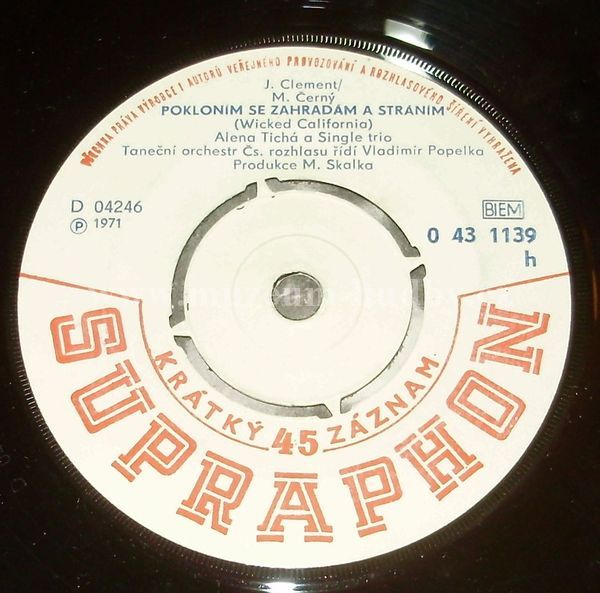 VŠECHNA PRÁVA VÝROBCE I AUTORŮ VEŘEJNÉHO PROVOZOVÁNÍ A ROZHLASOVÉHO ŠÍŘENÍ VYHRAŽENA
J. Clement/
M. Černý
POKLONÍM SE ZAHRADÁM A STRÁNÍM
(Wicked California)
Alena Tichá a Single trio
Taneční orchestr Čs. rozhlasu řídí Vladimír Popelka
Produkce M. Skalka
D 04246
Ⓟ 1971
BIEM
0 43 1139
h
KRÁTKÝ 45 ZÁZNAM
SUPRAPHON